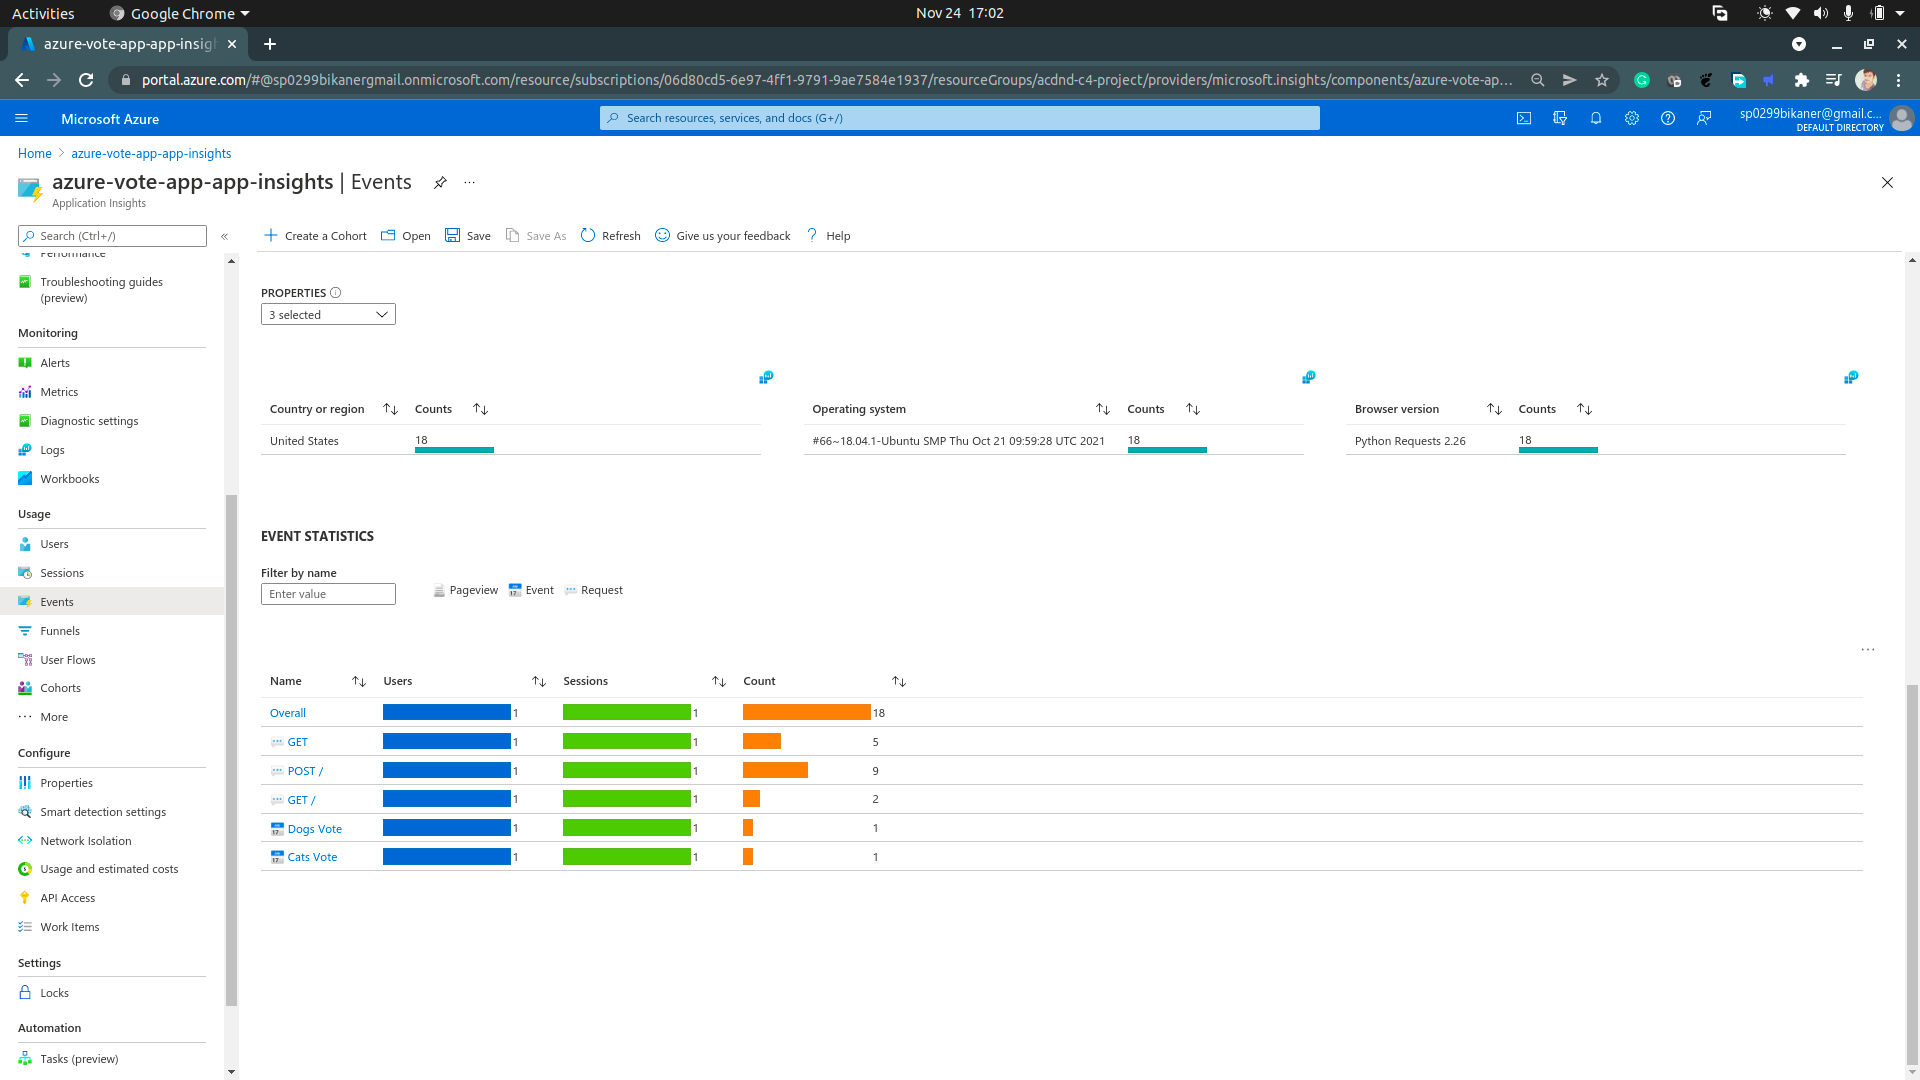 Activities Google Chrome Nov 24 17:02
azure-vote-app-app-insigh
portal.azure.com/#@sp0299bikanergmail.onmicrosoft.com/resource/subscriptions/06d80cd5-6e97-4ff1-9791-9ae7584e1937/resourceGroups/acdnd-c4-project/providers/microsoft.insights/components/azure-vote-ap...
Microsoft Azure Search resources, services, and docs (G+/) sp0299bikaner@gmail.c...
DEFAULT DIRECTORY
Home > azure-vote-app-app-insights
azure-vote-app-app-insights | Events
Application Insights
Search (Ctrl+/)
Create a Cohort Open Save Save As Refresh Give us your feedback Help
Performance
Troubleshooting guides
(preview)
Monitoring
Alerts
Metrics
Diagnostic settings
Logs
Workbooks
Usage
Users
Sessions
Events
Funnels
User Flows
Cohorts
More
Configure
Properties
Smart detection settings
Network Isolation
Usage and estimated costs
API Access
Work Items
Settings
Locks
Automation
Tasks (preview)
PROPERTIES
3 selected
Country or region Counts
United States 18
Operating system Counts
#66~18.04.1-Ubuntu SMP Thu Oct 21 09:59:28 UTC 2021 18
Browser version Counts
Python Requests 2.26 18
EVENT STATISTICS
Filter by name
Enter value Pageview Event Request
Name Users Sessions Count
Overall 1 1 18
GET 1 1 5
POST / 1 1 9
GET / 1 1 2
Dogs Vote 1 1 1
Cats Vote 1 1 1